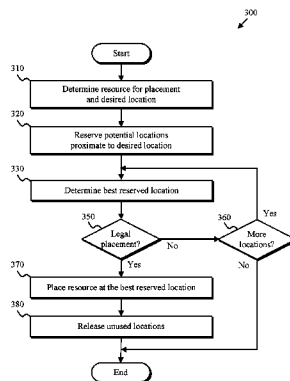 300
Start
310
Determine resource for placement
and desired location
320
Reserve potential locations
proximate to desired location
330
Determine best reserved location
350
Legal
placement?
No
360
More
locations?
Yes
No
Yes
370
Place resource at the best reserved location
380
Release unused locations
End